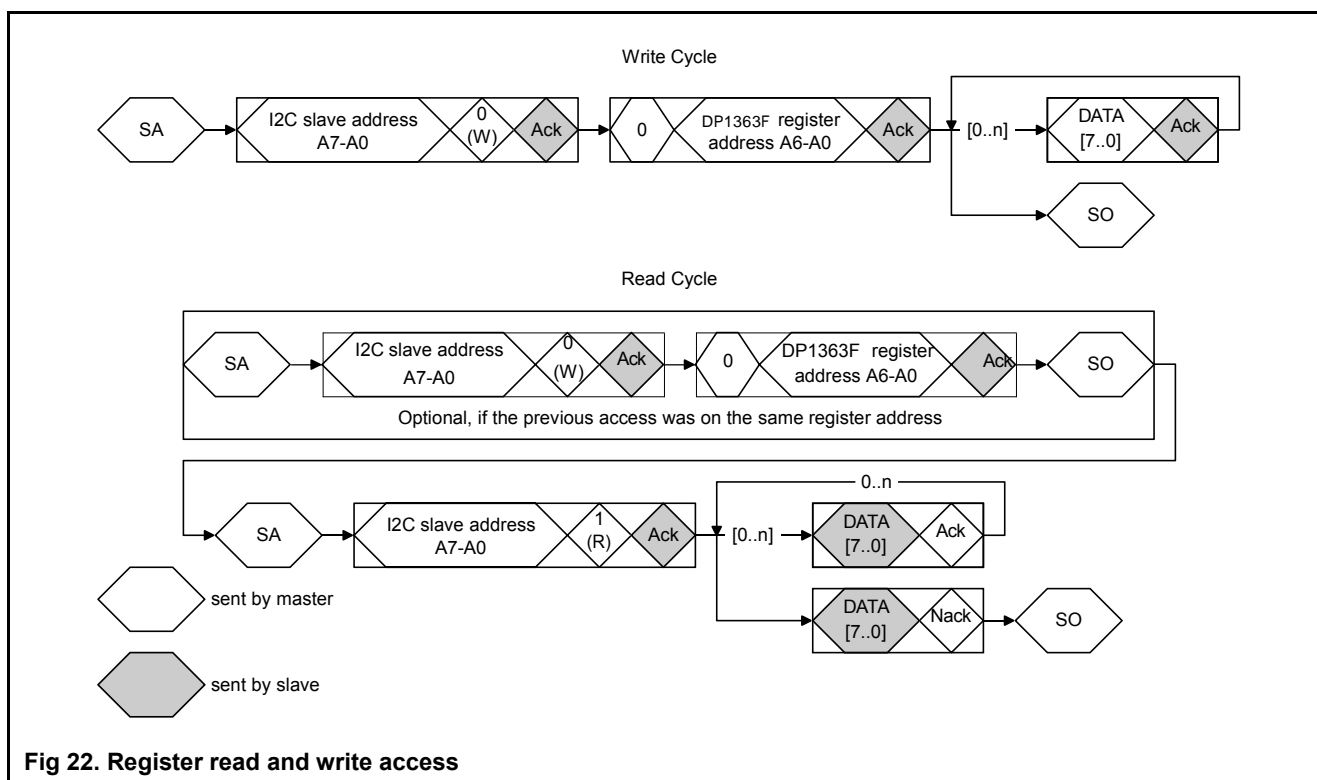 Write Cycle
SA
I2C slave address
A7-A0
0
(W)
Ack
0
DP1363F register
address A6-A0
Ack
[0..n]
DATA
[7..0]
Ack
SO
Read Cycle
SA
I2C slave address
A7-A0
0
(W)
Ack
0
DP1363F register
address A6-A0
Ack
SO
Optional, if the previous access was on the same register address
0..n
SA
I2C slave address
A7-A0
1
(R)
Ack
[0..n]
DATA
[7..0]
Ack
sent by master
DATA
[7..0]
Nack
SO
sent by slave
Fig 22. Register read and write access